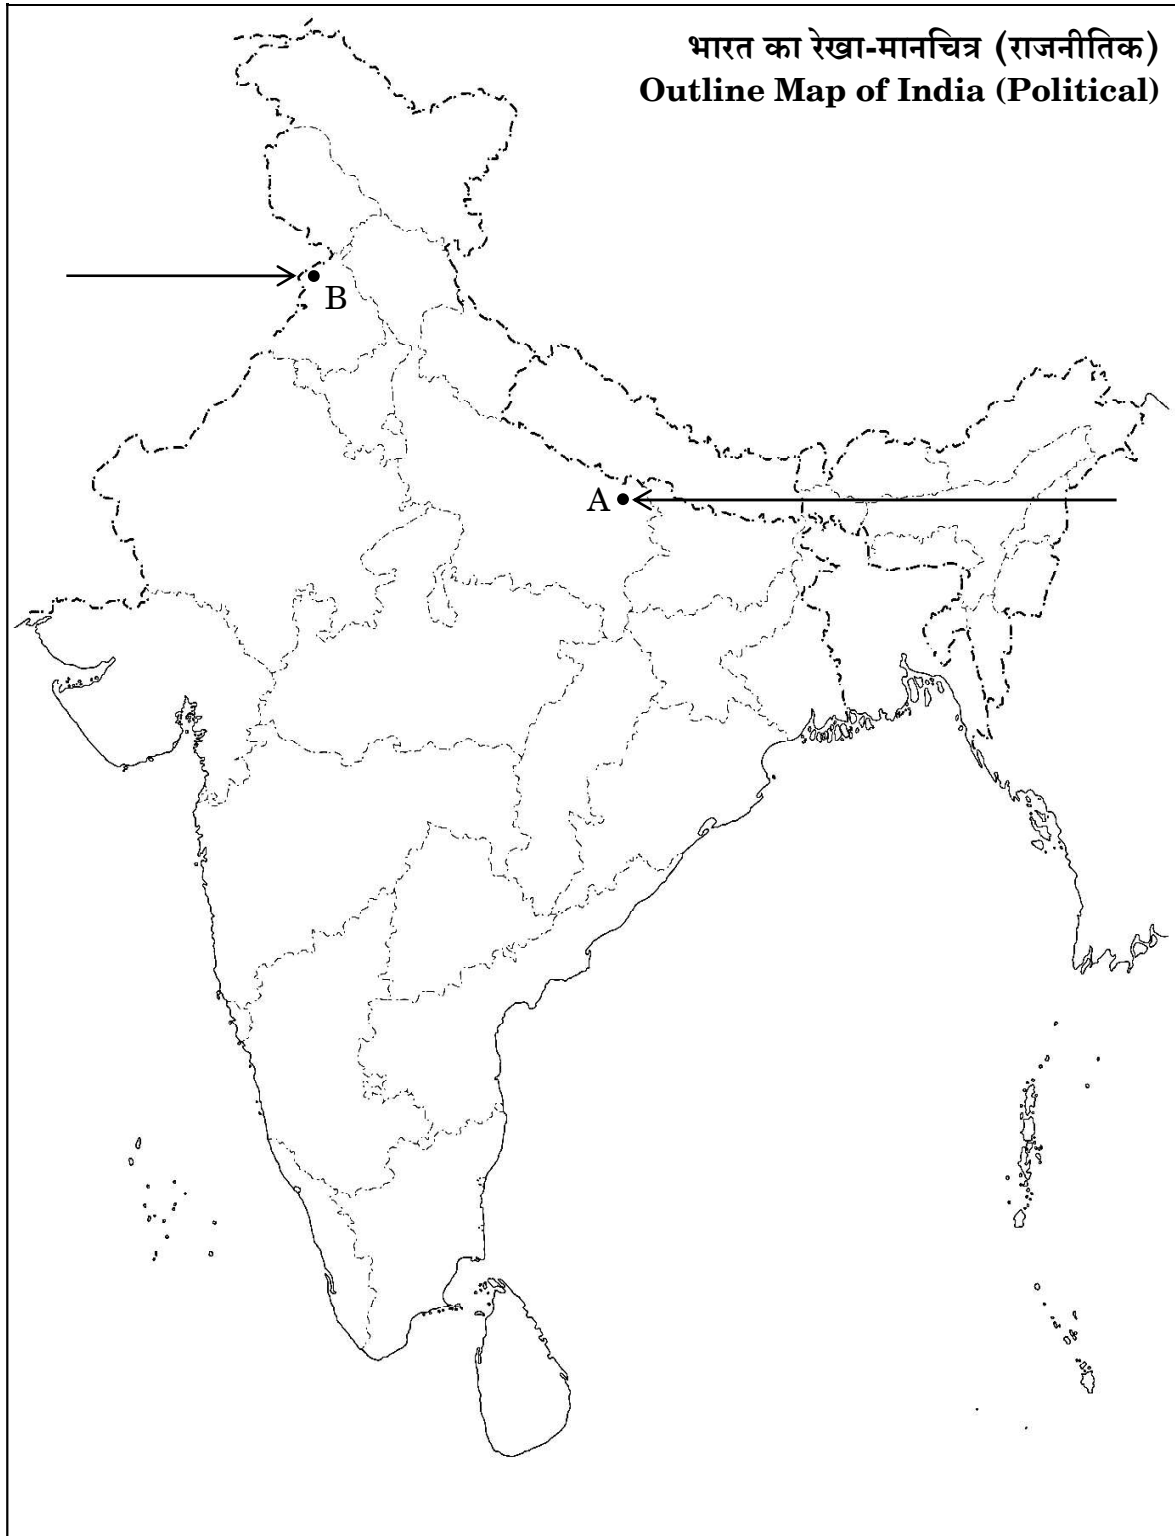 भारत का रेखा-मानचित्र (राजनीतिक)
Outline Map of India (Political)
B
A